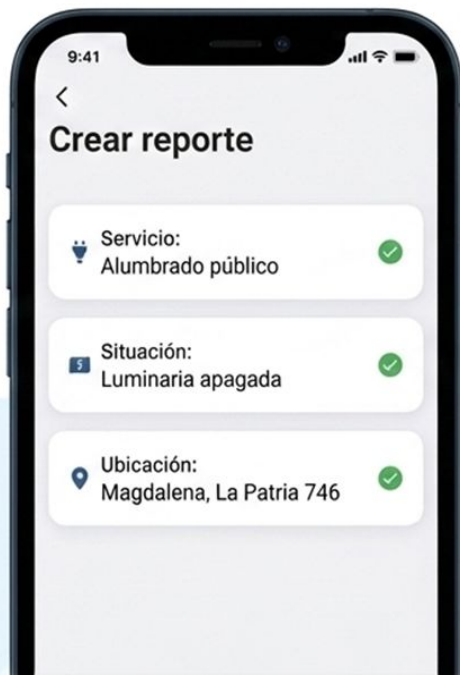 9:41
Crear reporte
Servicio:
Alumbrado público
Situación:
Luminaria apagada
Ubicación:
Magdalena, La Patria 746